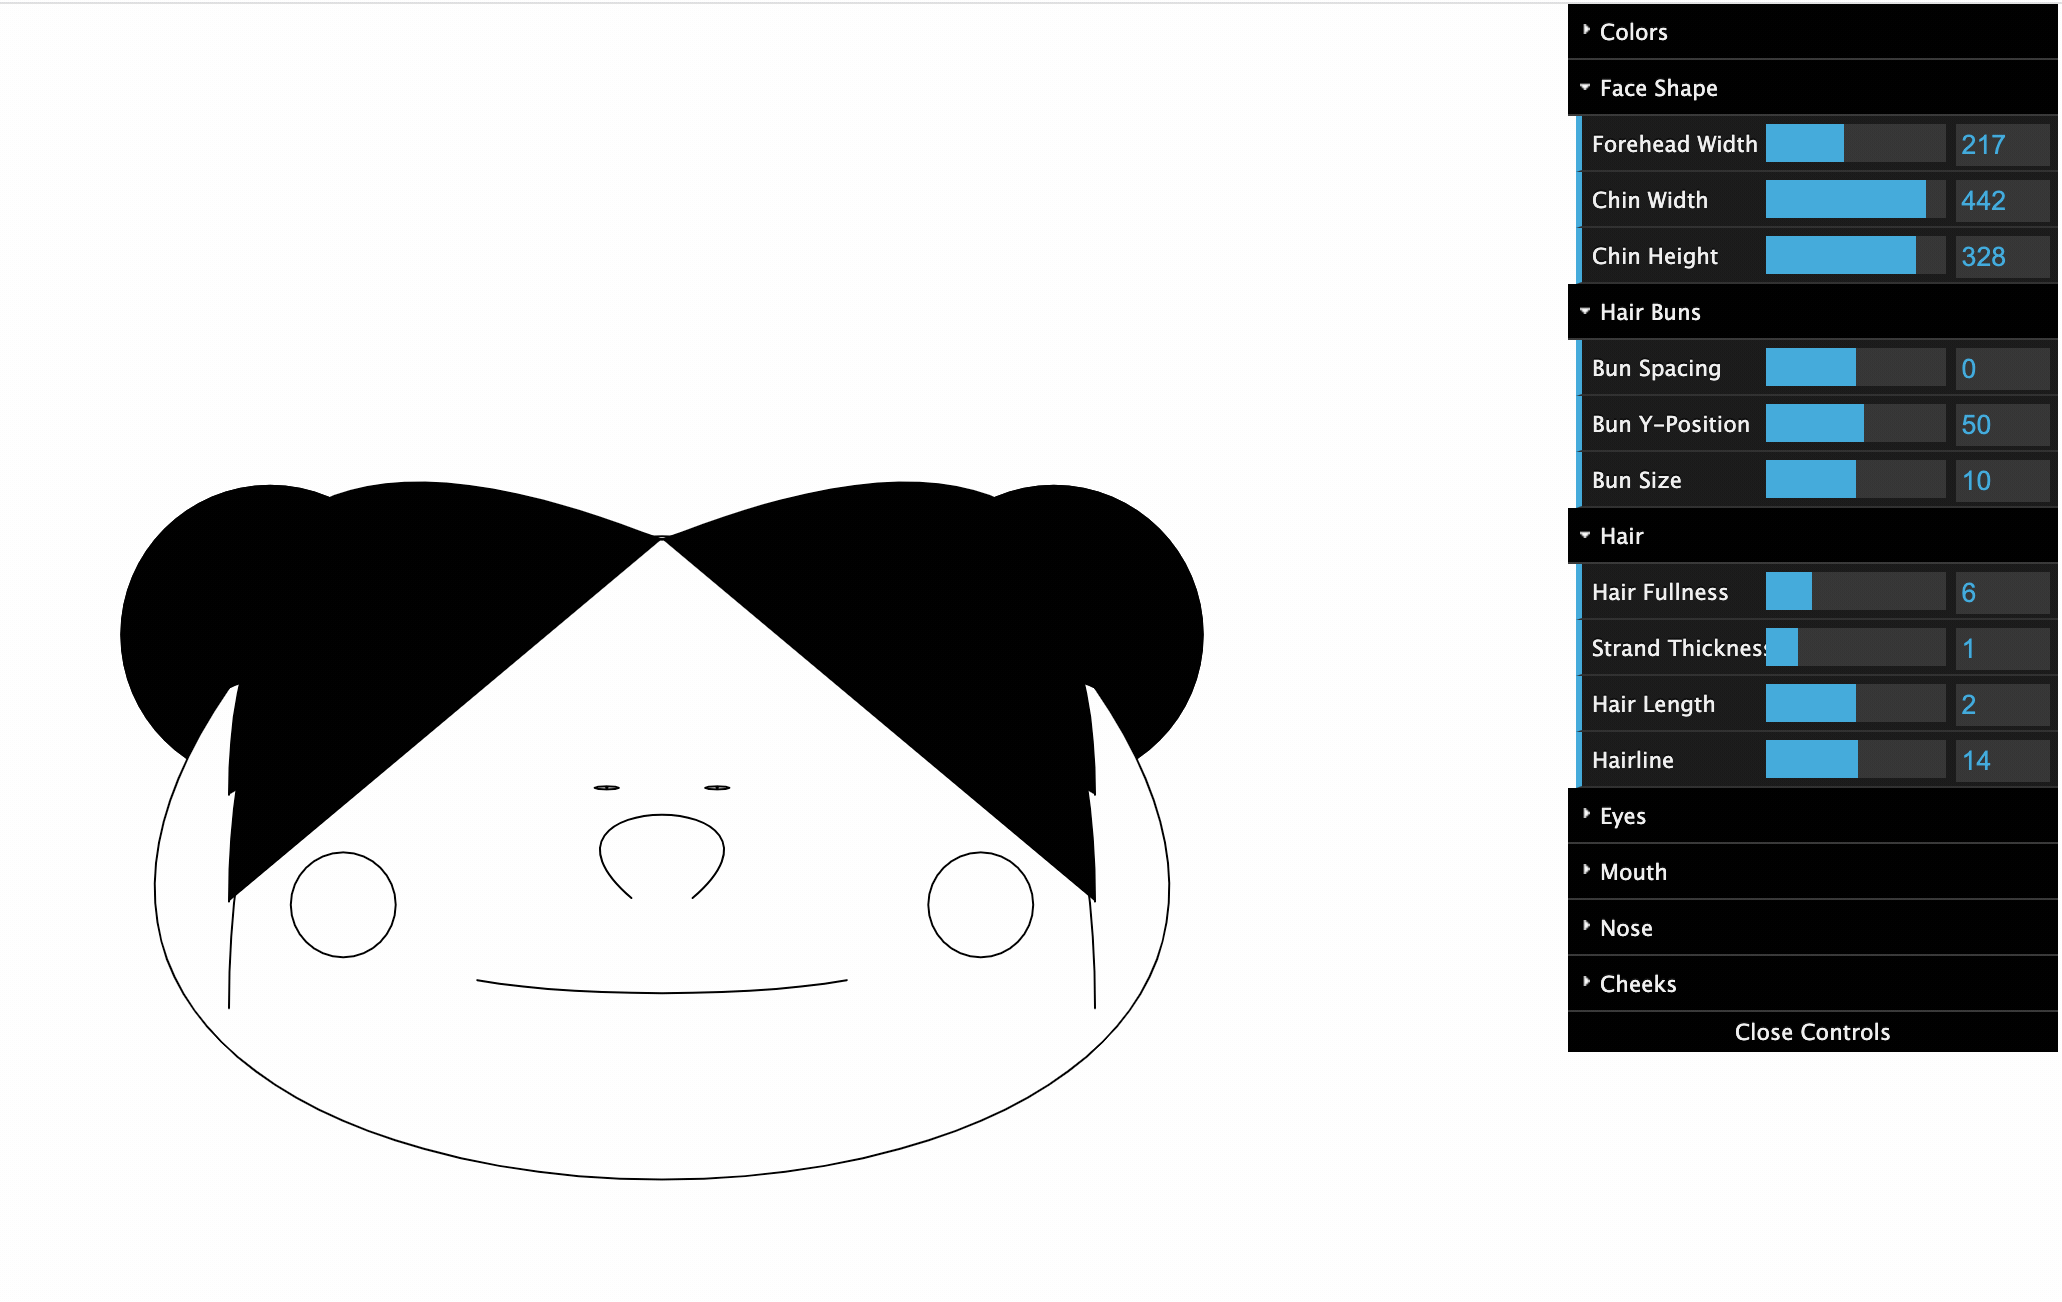 Colors
Face Shape
Forehead Width 217
Chin Width 442
Chin Height 328
Hair Buns
Bun Spacing 0
Bun Y-Position 50
Bun Size 10
Hair
Hair Fullness 6
Strand Thickness 1
Hair Length 2
Hairline 14
Eyes
Mouth
Nose
Cheeks
Close Controls